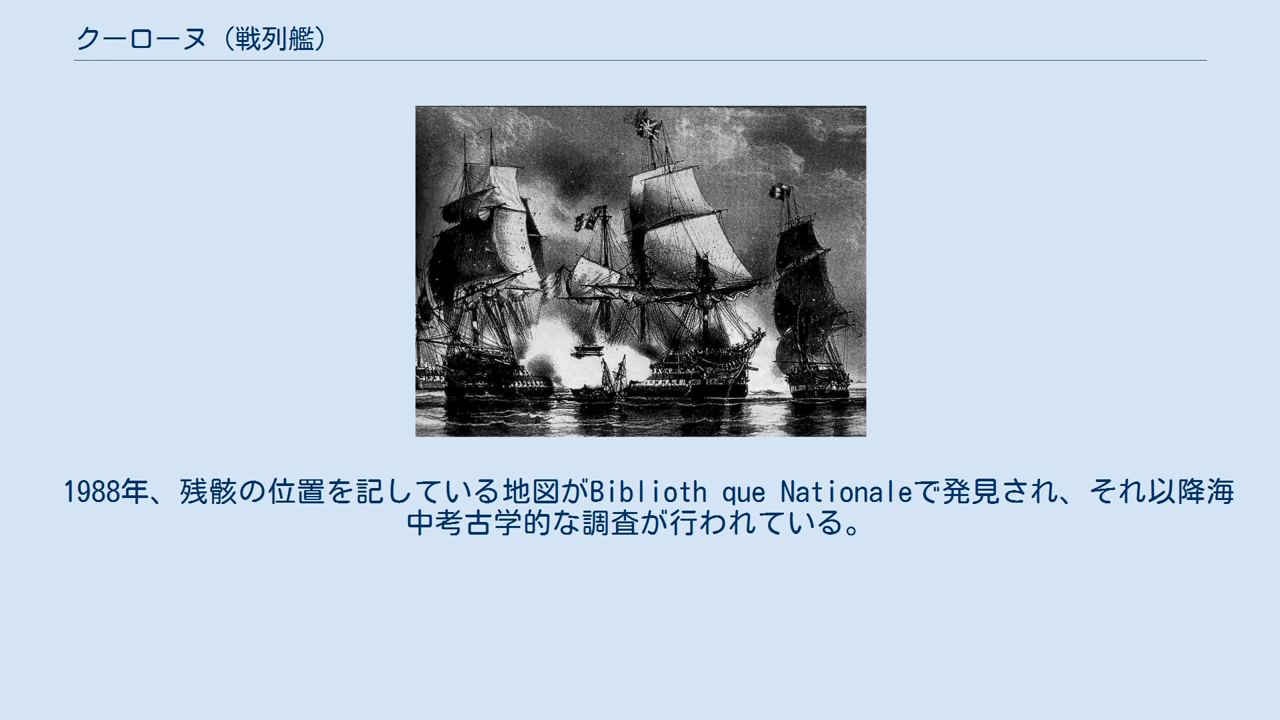 クーローヌ（戦列艦）
1988年、残骸の位置を記している地図がBiblioth que Nationaleで発見され、それ以降海
中考古学的な調査が行われている。